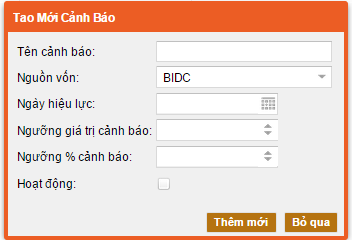 Tao Mới Cảnh Báo
Tên cảnh báo:
Nguồn vốn: BIDC
Ngày hiệu lực:
Ngưỡng giá trị cảnh báo:
Ngưỡng % cảnh báo:
Hoạt động:
Thêm mới Bỏ qua